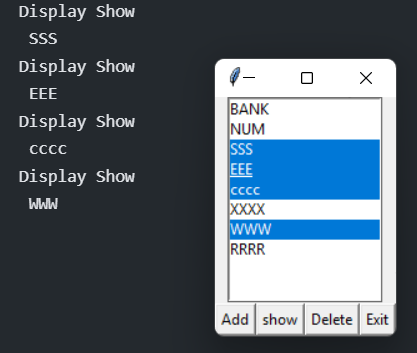 Display Show
SSS
Display Show
EEE
Display Show
cccc
Display Show
WWW
BANK
NUM
SSS
EEE
cccc
XXXX
WWW
RRRR
Add show Delete Exit